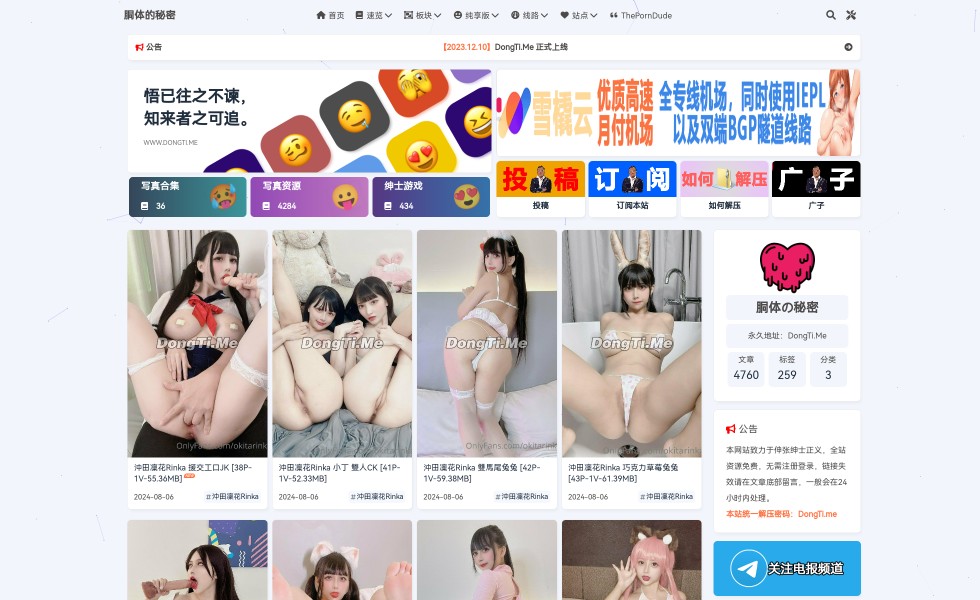 胴体的秘密
首页
速览
板块
纯享版
线路
站点
ThePornDude
公告
【2023.12.10】DongTi.Me 正式上线
悟已往之不谏，
知来者之可追。
WWW.DONGTI.ME
写真合集
36
写真资源
4284
绅士游戏
434
雪橇云
优质高速
月付机场
全专线机场，同时使用IEPL
以及双端BGP隧道线路
投稿
订阅
如何解压
广子
投稿
订阅本站
如何解压
广子
DongTi.Me
DongTi.Me
DongTi.Me
DongTi.Me
OnlyFans.com/okitarink
OnlyFans.com/okitarink
沖田凜花Rinka 援交工口JK [38P-
1V-55.36MB]
2024-08-06
#沖田凜花Rinka
沖田凜花Rinka 小丁 雙人CK [41P-
1V-52.33MB]
2024-08-06
#沖田凜花Rinka
沖田凜花Rinka 雙馬尾兔兔 [42P-
1V-59.38MB]
2024-08-06
#沖田凜花Rinka
沖田凜花Rinka 巧克力草莓兔兔
[43P-1V-61.39MB]
2024-08-06
#沖田凜花Rinka
胴体の秘密
永久地址：DongTi.Me
文章
4760
标签
259
分类
3
公告
本网站致力于伸张绅士正义，全站
资源免费，无需注册登录，链接失
效请在文章底部留言，一般会在24
小时内处理。
本站统一解压密码：DongTi.me
关注电报频道